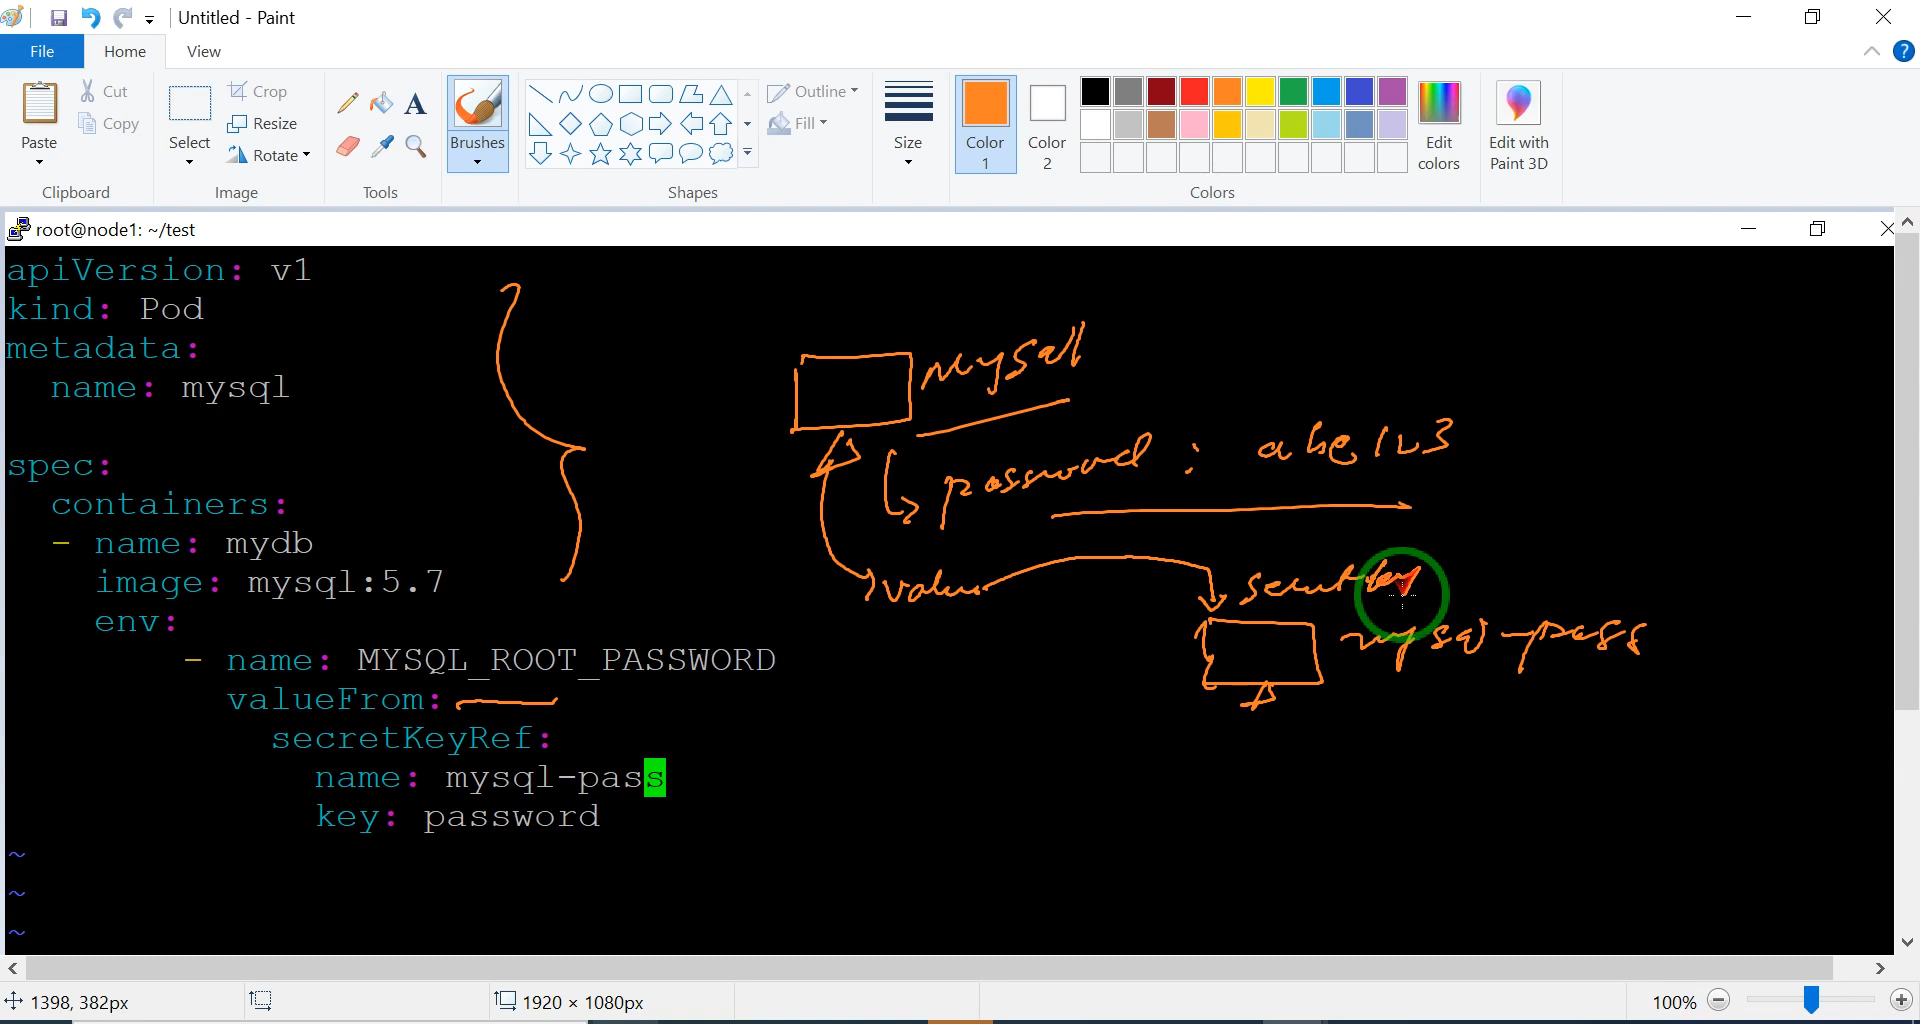 Untitled - Paint
File Home View
Paste
Cut
Copy
Clipboard
Select
Crop
Resize
Rotate
Image
A
Tools
Brushes
Shapes
Outline
Fill
Size
Color 1
Color 2
Colors
Edit colors
Edit with Paint 3D
root@node1: ~/test
apiVersion: v1
kind: Pod
metadata:
name: mysql
spec:
containers:
- name: mydb
image: mysql:5.7
env:
- name: MYSQL_ROOT_PASSWORD
valueFrom:
secretKeyRef:
name: mysql-pass
key: password
~
~
~
mysql
password : abc123
value
secret key
mysql-pass
1398, 382px
1920 × 1080px
100%